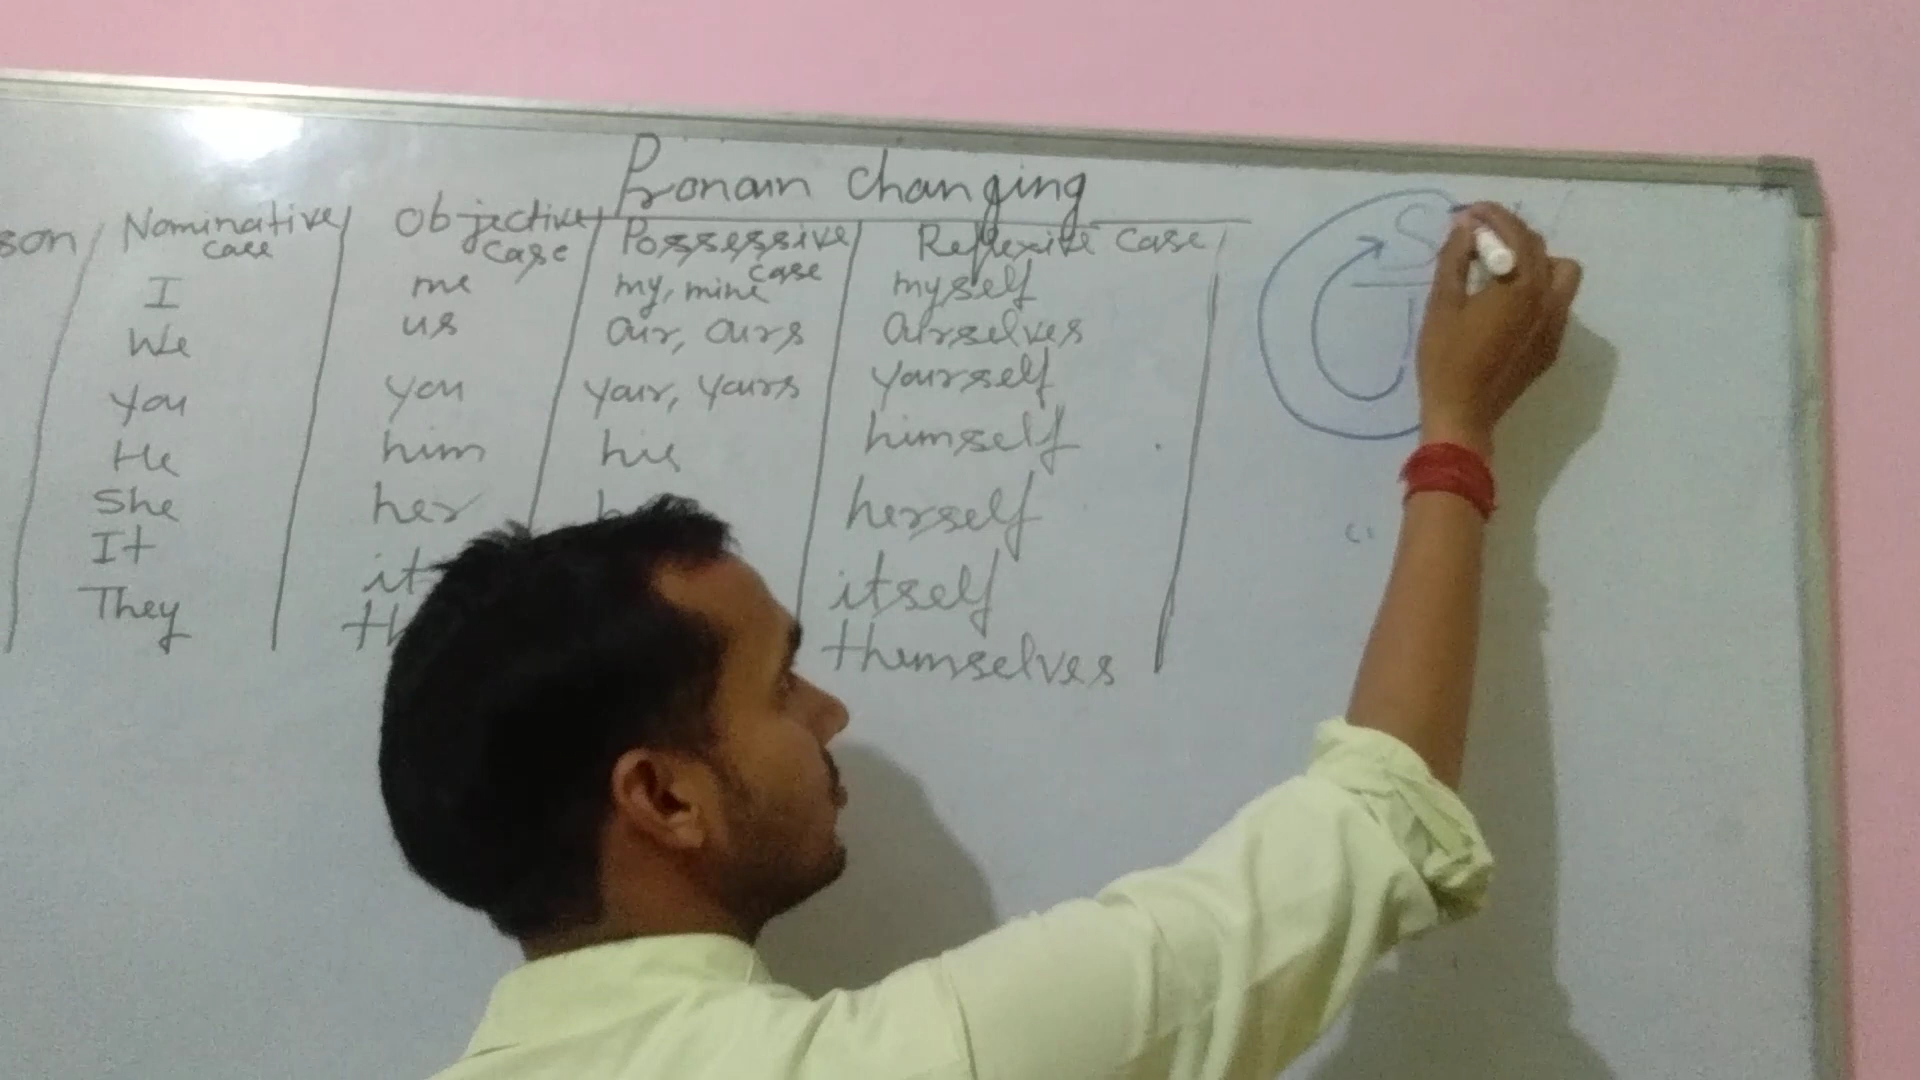 Pronoun Changing
son Nominative case Objective case Possessive case Reflexive case
I me my, mine myself
We us our, ours ourselves
you you your, yours yourself
He him his himself
She her herself
It it itself
They themselves